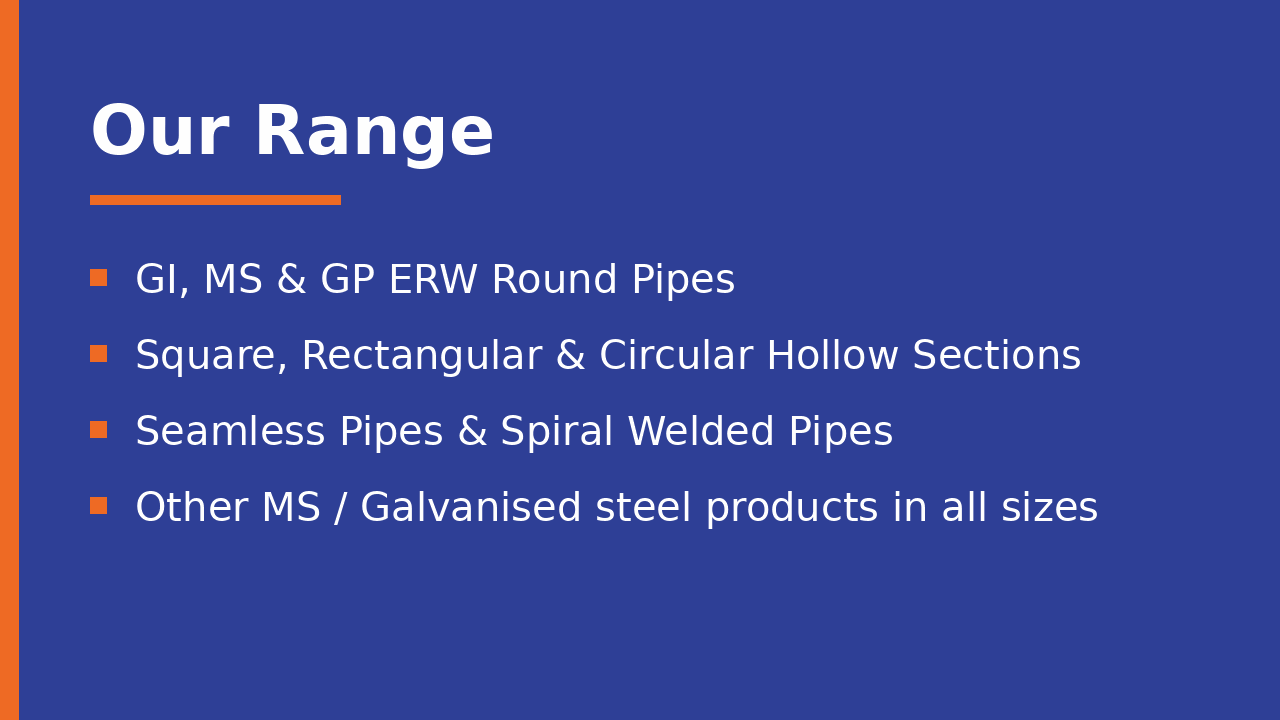 Our Range
GI, MS & GP ERW Round Pipes
Square, Rectangular & Circular Hollow Sections
Seamless Pipes & Spiral Welded Pipes
Other MS / Galvanised steel products in all sizes